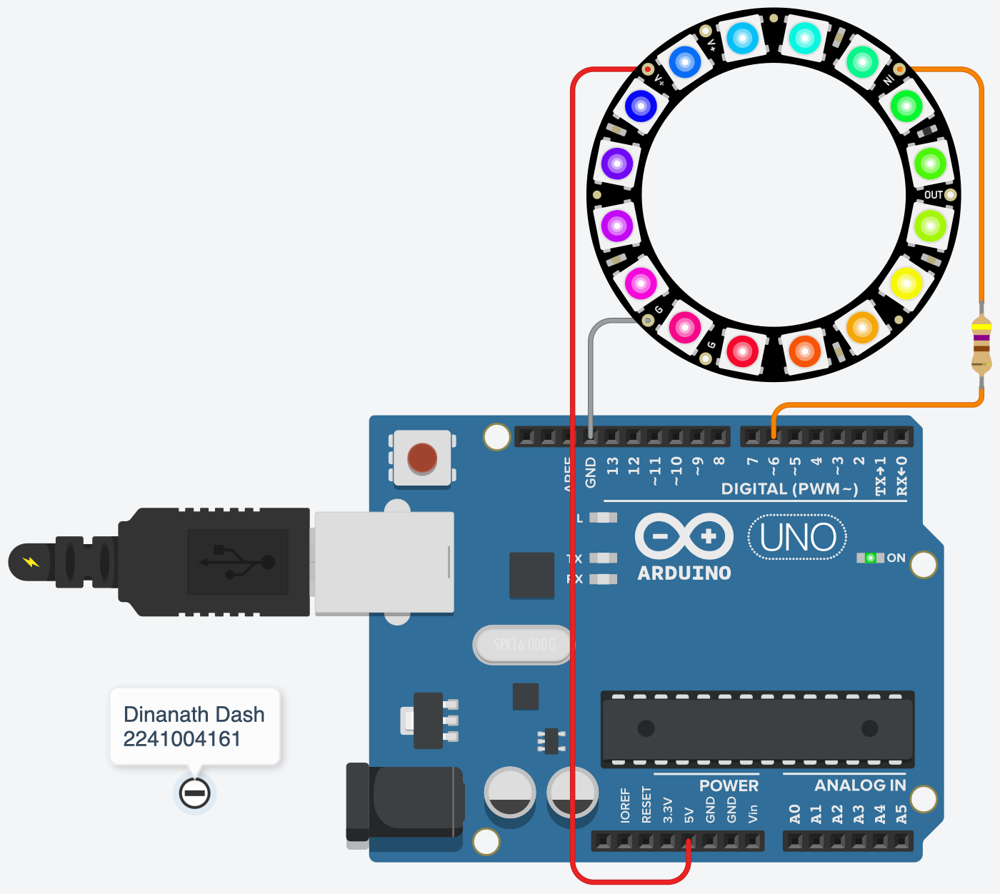 V+
V+
IN
OUT
G
G
AREF
GND
13
12
~11
~10
~9
8
7
~6
~5
4
~3
2
TX→1
RX←0
DIGITAL (PWM~)
L
TX
RX
UNO
ARDUINO
ON
SPK16.000G
Dinanath Dash
2241004161
POWER
ANALOG IN
IOREF
RESET
3.3V
5V
GND
GND
Vin
A0
A1
A2
A3
A4
A5